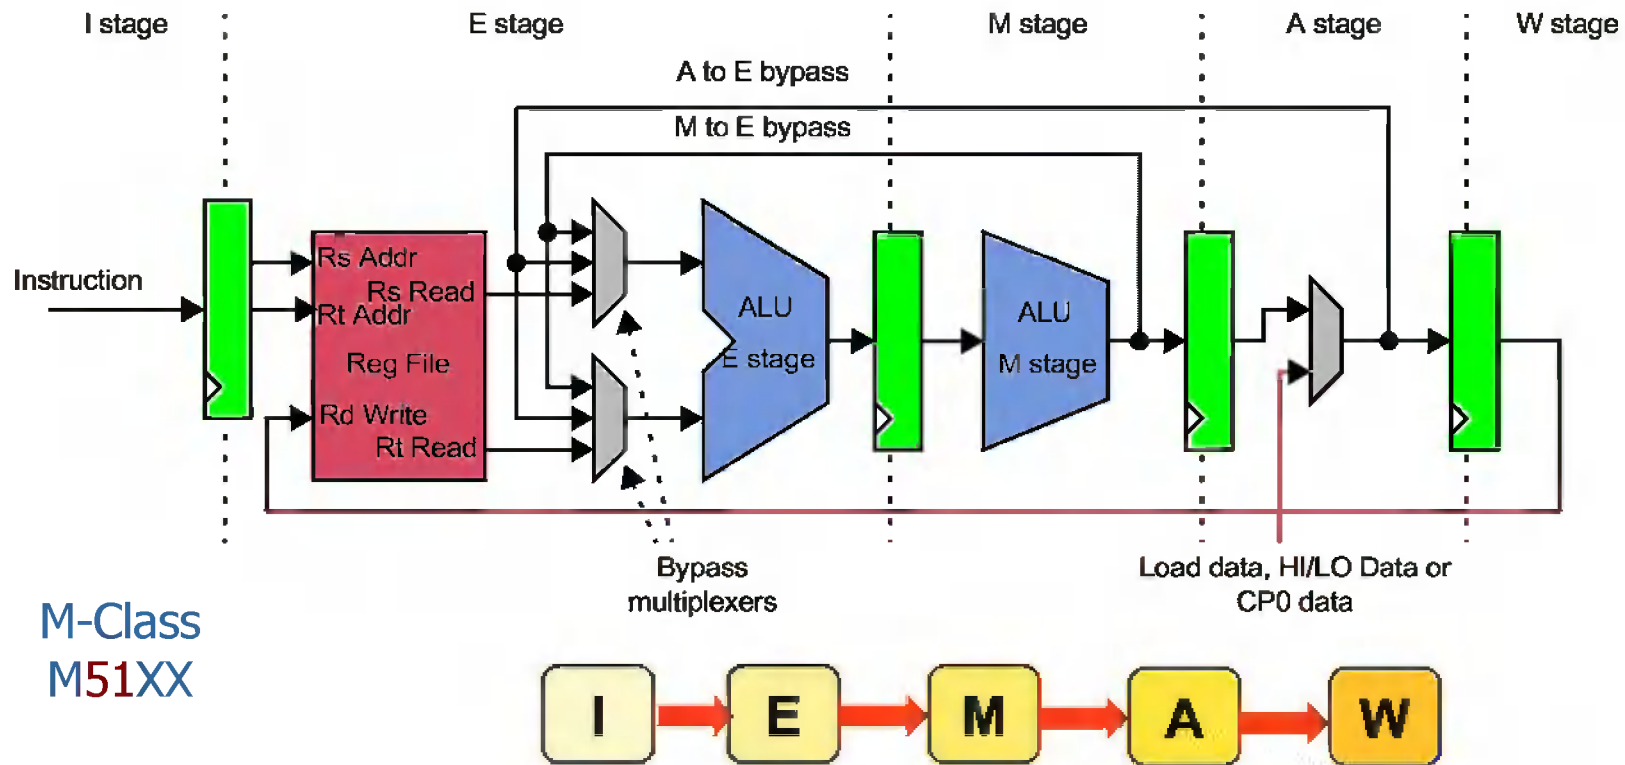 I stage
E stage
M stage
A stage
W stage
A to E bypass
M to E bypass
Instruction
Rs Addr
Rs Read
Rt Addr
Reg File
Rd Write
Rt Read
ALU
E stage
ALU
M stage
Bypass
multiplexers
Load data, HI/LO Data or
CP0 data
M-Class
M51XX
I
E
M
A
W